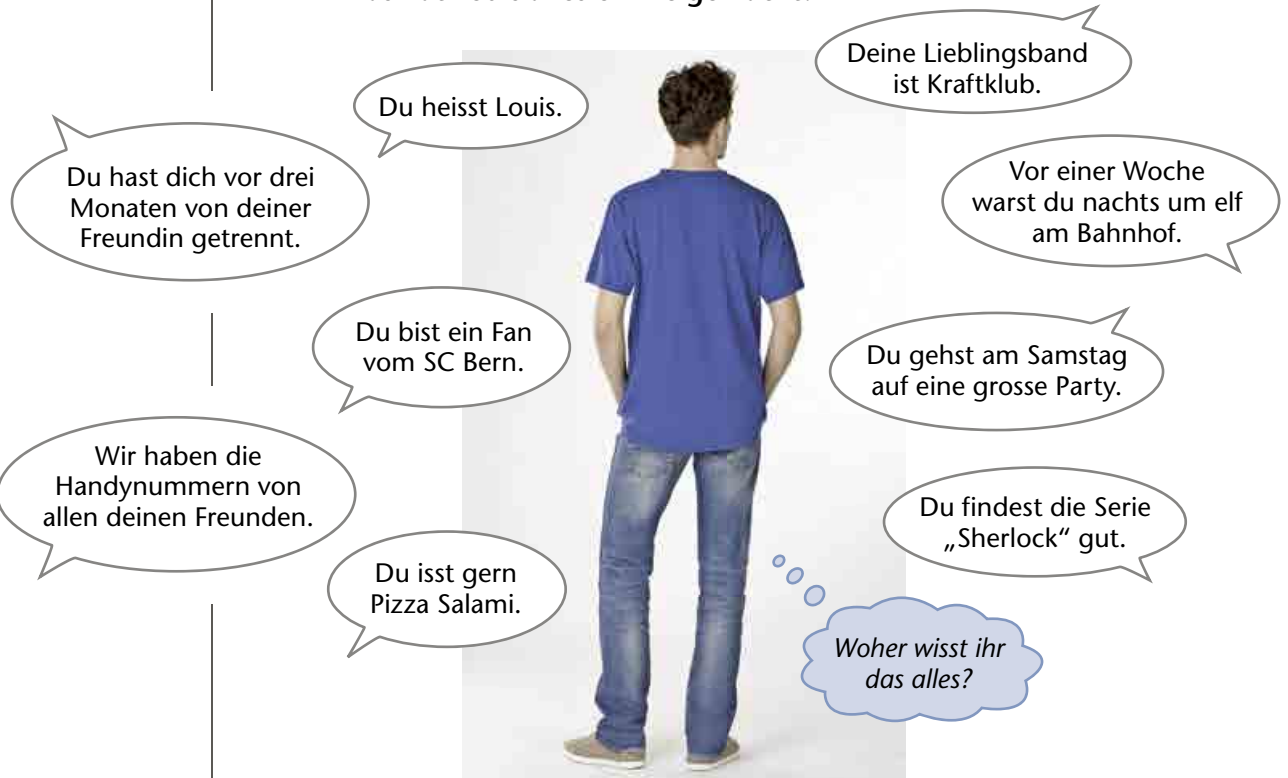 Deine Lieblingsband
ist Kraftklub.
Du heisst Louis.
Du hast dich vor drei
Monaten von deiner
Freundin getrennt.
Vor einer Woche
warst du nachts um elf
am Bahnhof.
Du bist ein Fan
vom SC Bern.
Du gehst am Samstag
auf eine grosse Party.
Wir haben die
Handynummern von
allen deinen Freunden.
Du findest die Serie
„Sherlock“ gut.
Du isst gern
Pizza Salami.
Woher wisst ihr
das alles?